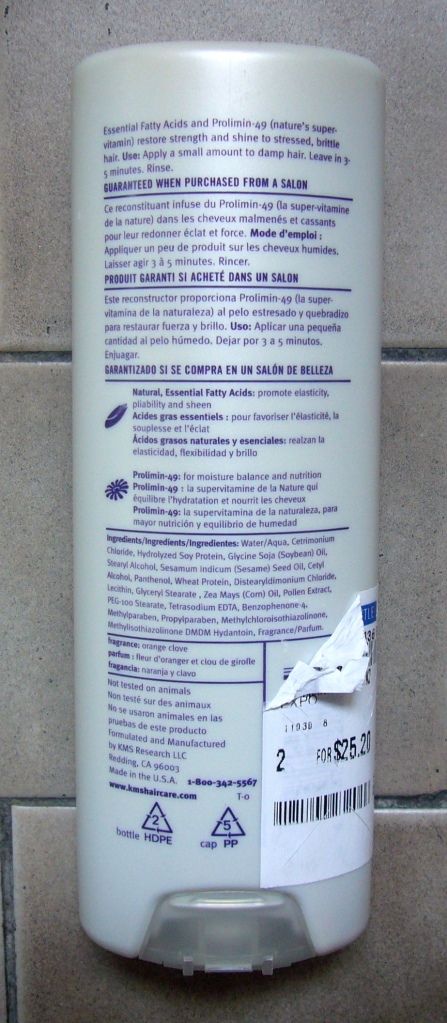 Essential Fatty Acids and Prolimin-49 (nature's super-
vitamin) restore strength and shine to stressed, brittle
hair. Use: Apply a small amount to damp hair. Leave in 3-
5 minutes. Rinse.
GUARANTEED WHEN PURCHASED FROM A SALON
Ce reconstituant infuse du Prolimin-49 (la super-vitamine
de la nature) dans les cheveux malmenés et cassants
pour leur redonner éclat et force. Mode d'emploi :
Appliquer un peu de produit sur les cheveux humides.
Laisser agir 3 à 5 minutes. Rincer.
PRODUIT GARANTI SI ACHETÉ DANS UN SALON
Este reconstructor proporciona Prolimin-49 (la super-
vitamina de la naturaleza) al pelo estresado y quebradizo
para restaurar fuerza y brillo. Uso: Aplicar una pequeña
cantidad al pelo húmedo. Dejar por 3 a 5 minutos.
Enjuagar.
GARANTIZADO SI SE COMPRA EN UN SALÓN DE BELLEZA
Natural, Essential Fatty Acids: promote elasticity,
pliability and sheen
Acides gras essentiels : pour favoriser l'élasticité, la
souplesse et l'éclat
Ácidos grasos naturales y esenciales: realzan la
elasticidad, flexibilidad y brillo
Prolimin-49: for moisture balance and nutrition
Prolimin-49 : la supervitamine de la Nature qui
équilibre l'hydratation et nourrit les cheveux
Prolimin-49: la supervitamina de la naturaleza, para
mayor nutrición y equilibrio de humedad
Ingredients/Ingredients/Ingredientes: Water/Aqua, Cetrimonium
Chloride, Hydrolyzed Soy Protein, Glycine Soja (Soybean) Oil,
Stearyl Alcohol, Sesamum indicum (Sesame) Seed Oil, Cetyl
Alcohol, Panthenol, Wheat Protein, Distearyldimonium Chloride,
Lecithin, Glyceryl Stearate , Zea Mays (Corn) Oil, Pollen Extract,
PEG-100 Stearate, Tetrasodium EDTA, Benzophenone-4,
Methylparaben, Propylparaben, Methylchloroisothiazolinone,
Methylisothiazolinone DMDM Hydantoin, Fragrance/Parfum.
fragrance: orange clove
parfum : fleur d'oranger et clou de girofle
fragancia: naranja y clavo
Not tested on animals
Non testé sur des animaux
No se usaron animales en las
pruebas de este producto
Formulated and Manufactured
by KMS Research LLC
Redding, CA 96003
Made in the U.S.A. 1-800-342-5567
www.kmshaircare.com T-0
2 5
bottle HDPE cap PP
TLE
EXPO
11930 8
2 FOR $25.20